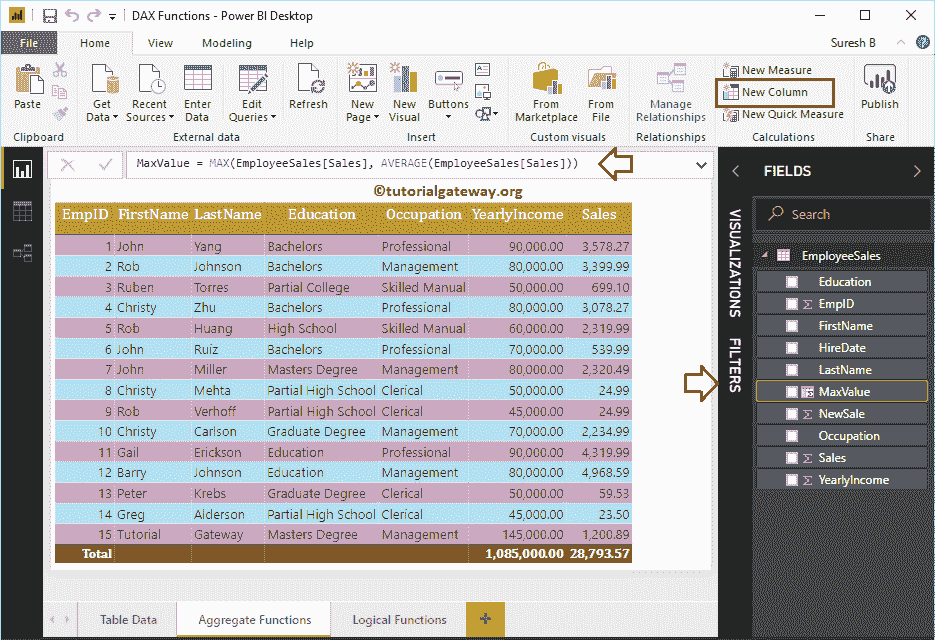 DAX Functions - Power BI Desktop
File Home View Modeling Help Suresh B
Paste Get Data Recent Sources Enter Data Edit Queries Refresh New Page New Visual Buttons From Marketplace From File Manage Relationships New Measure New Column New Quick Measure Publish
Clipboard External data Insert Custom visuals Relationships Calculations Share
MaxValue = MAX(EmployeeSales[Sales], AVERAGE(EmployeeSales[Sales]))
©tutorialgateway.org
EmpID FirstName LastName Education Occupation YearlyIncome Sales
1 John Yang Bachelors Professional 90,000.00 3,578.27
2 Rob Johnson Bachelors Management 80,000.00 3,399.99
3 Ruben Torres Partial College Skilled Manual 50,000.00 699.10
4 Christy Zhu Bachelors Professional 80,000.00 3,078.27
5 Rob Huang High School Skilled Manual 60,000.00 2,319.99
6 John Ruiz Bachelors Professional 70,000.00 539.99
7 John Miller Masters Degree Management 80,000.00 2,320.49
8 Christy Mehta Partial High School Clerical 50,000.00 24.99
9 Rob Verhoff Partial High School Clerical 45,000.00 24.99
10 Christy Carlson Graduate Degree Management 70,000.00 2,234.99
11 Gail Erickson Education Professional 90,000.00 4,319.99
12 Barry Johnson Education Management 80,000.00 4,968.59
13 Peter Krebs Graduate Degree Clerical 50,000.00 59.53
14 Greg Alderson Partial High School Clerical 45,000.00 23.50
15 Tutorial Gateway Masters Degree Management 145,000.00 1,200.89
Total 1,085,000.00 28,793.57
VISUALIZATIONS
FILTERS
FIELDS
Search
EmployeeSales
Education
EmpID
FirstName
HireDate
LastName
MaxValue
NewSale
Occupation
Sales
YearlyIncome
Table Data Aggregate Functions Logical Functions